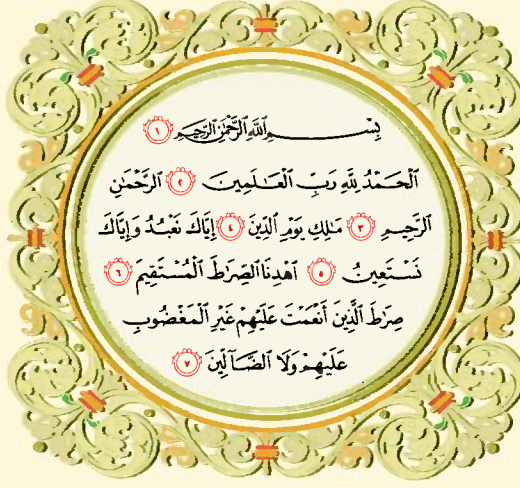 بِسْمِ ٱللَّهِ ٱلرَّحْمَٰنِ ٱلرَّحِيمِ ١
ٱلْحَمْدُ لِلَّهِ رَبِّ ٱلْعَٰلَمِينَ ٢ ٱلرَّحْمَٰنِ
ٱلرَّحِيمِ ٣ مَٰلِكِ يَوْمِ ٱلدِّينِ ٤ إِيَّاكَ نَعْبُدُ وَإِيَّاكَ
نَسْتَعِينُ ٥ ٱهْدِنَا ٱلصِّرَٰطَ ٱلْمُسْتَقِيمَ ٦
صِرَٰطَ ٱلَّذِينَ أَنْعَمْتَ عَلَيْهِمْ غَيْرِ ٱلْمَغْضُوبِ
عَلَيْهِمْ وَلَا ٱلضَّآلِّينَ ٧